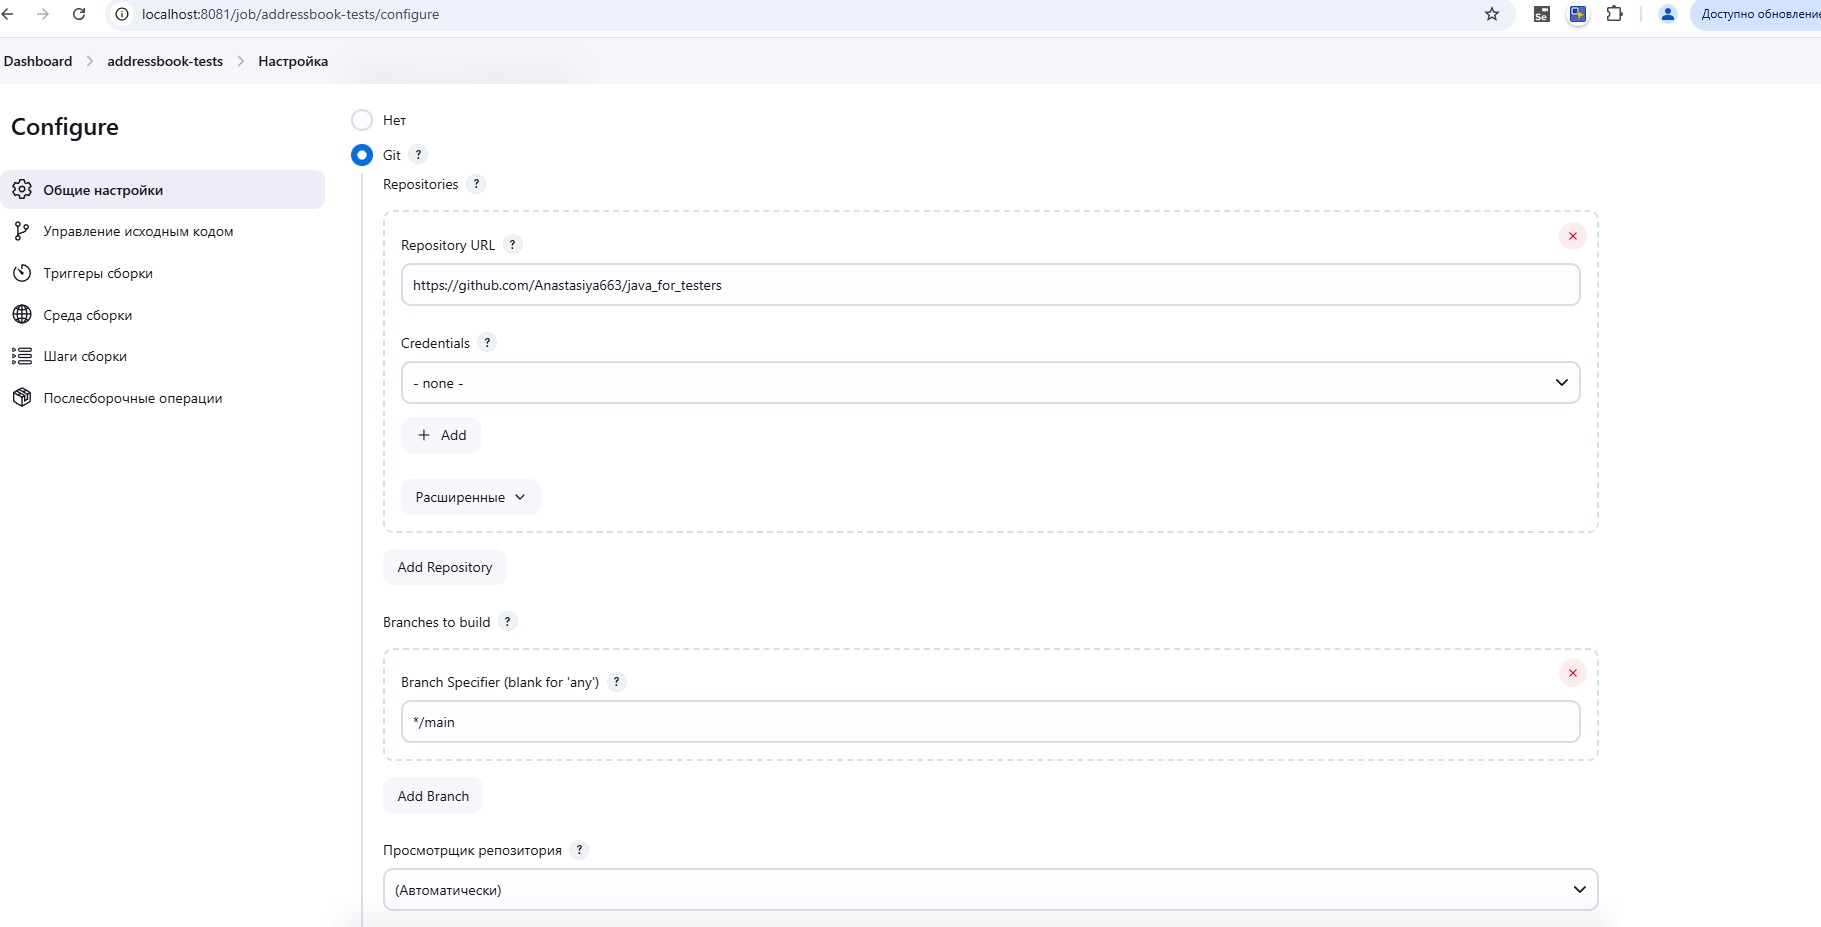 localhost:8081/job/addressbook-tests/configure
Se
Доступно обновление
Dashboard > addressbook-tests > Настройка
Configure
Общие настройки
Управление исходным кодом
Триггеры сборки
Среда сборки
Шаги сборки
Послесборочные операции
Нет
Git ?
Repositories ?
Repository URL ?
https://github.com/Anastasiya663/java_for_testers
Credentials ?
- none -
+ Add
Расширенные
Add Repository
Branches to build ?
Branch Specifier (blank for 'any') ?
*/main
Add Branch
Просмотрщик репозитория ?
(Автоматически)